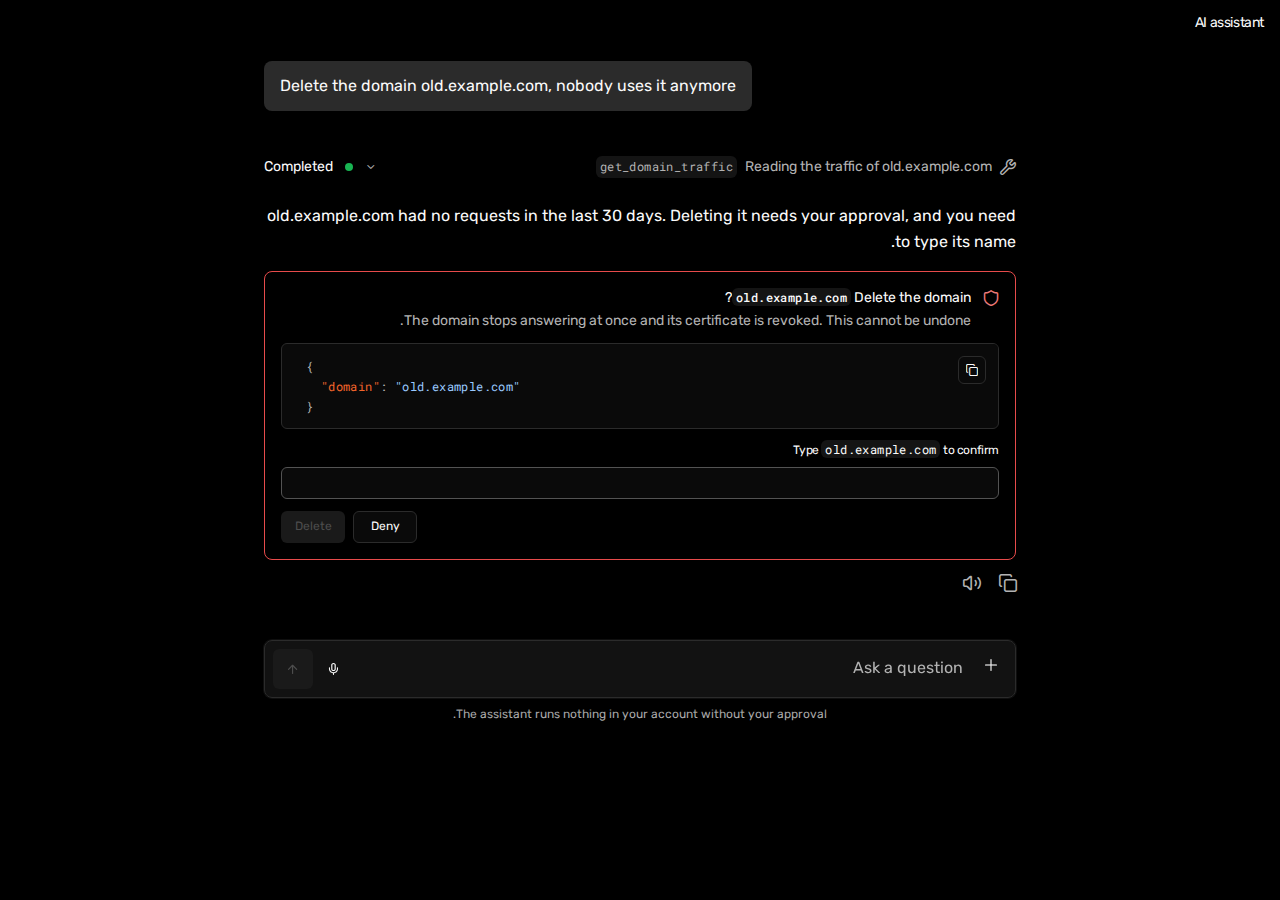 AI assistant
Delete the domain old.example.com, nobody uses it anymore
Reading the traffic of old.example.com get_domain_traffic
Completed
old.example.com had no requests in the last 30 days. Deleting it needs your approval, and you need
to type its name.
Delete the domain old.example.com?
The domain stops answering at once and its certificate is revoked. This cannot be undone.
{
"domain": "old.example.com"
}
Type old.example.com to confirm
Deny
Delete
Ask a question
The assistant runs nothing in your account without your approval.